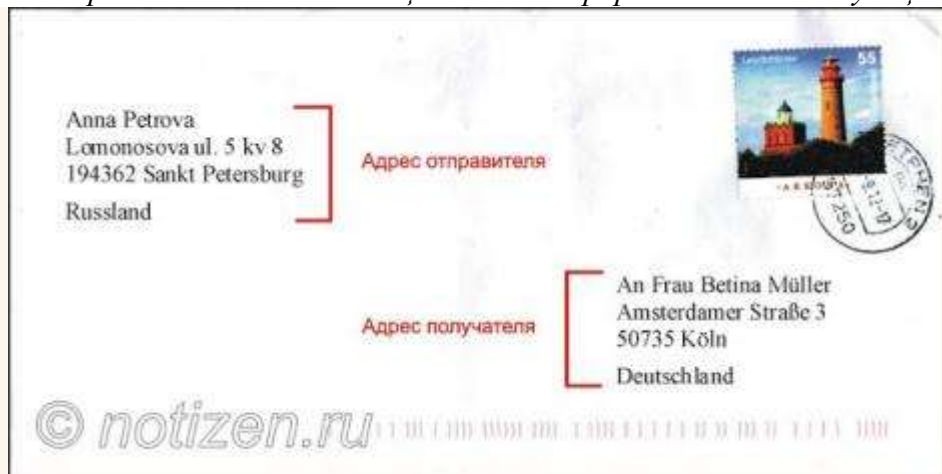 Anna Petrova
Lomonosova ul. 5 kv 8
194362 Sankt Petersburg
Russland
Адрес отправителя
55
An Frau Betina Müller
Amsterdamer Straße 3
50735 Köln
Deutschland
Адрес получателя
© notizen.ru